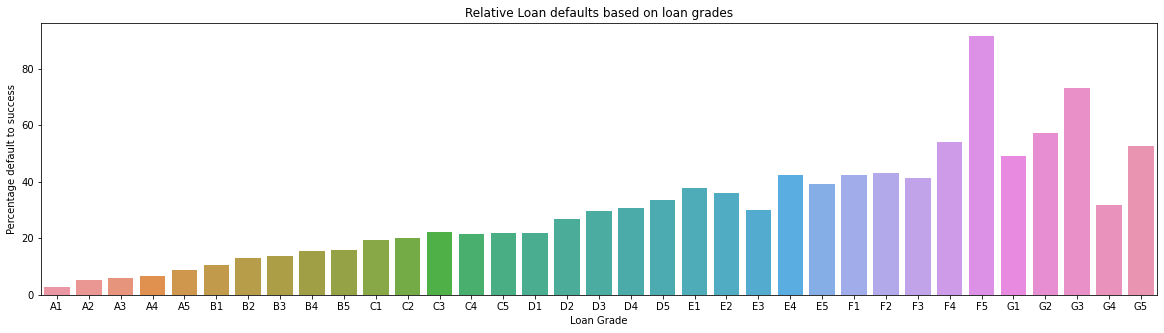 Relative Loan defaults based on loan grades
Percentage default to success
80
60
40
20
0
A1 A2 A3 A4 A5 B1 B2 B3 B4 B5 C1 C2 C3 C4 C5 D1 D2 D3 D4 D5 E1 E2 E3 E4 E5 F1 F2 F3 F4 F5 G1 G2 G3 G4 G5
Loan Grade